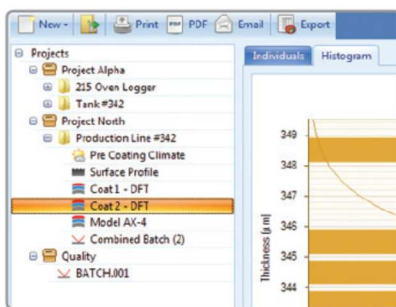 New Print PDF Email Export
Projects
Project Alpha
215 Oven Logger
Tank #342
Project North
Production Line #342
Pre Coating Climate
Surface Profile
Coat 1 - DFT
Coat 2 - DFT
Model AX-4
Combined Batch (2)
Quality
BATCH.001
Individuals Histogram
349
348
347
346
345
344
Thickness [µm]